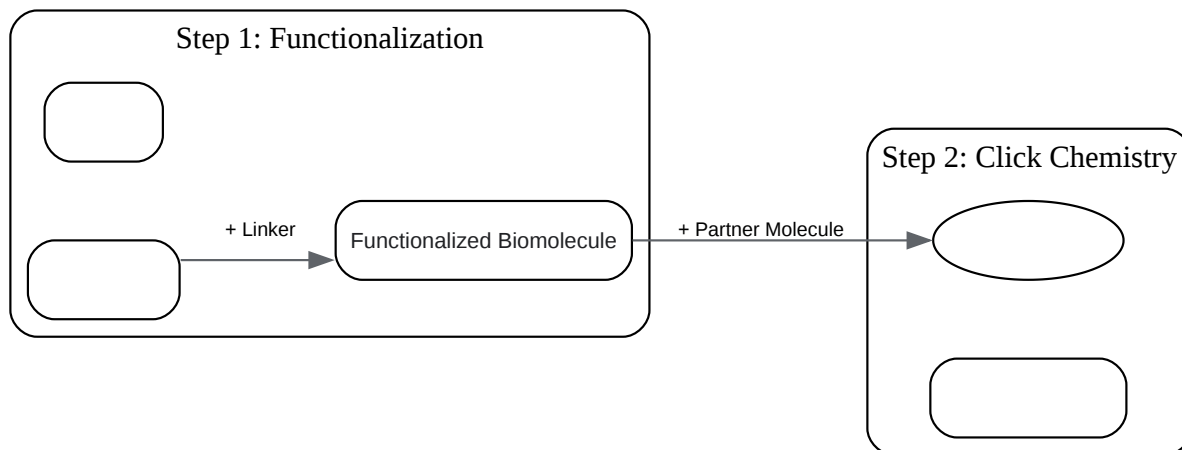 Step 1: Functionalization
+ Linker
Functionalized Biomolecule
+ Partner Molecule
Step 2: Click Chemistry